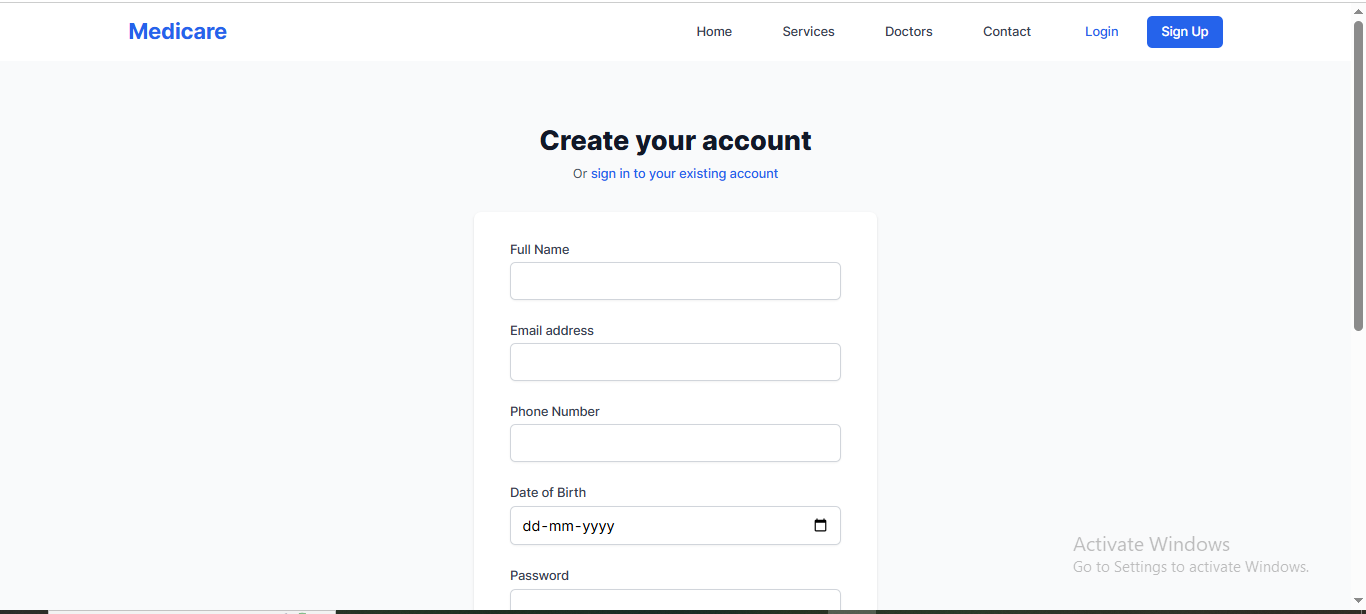 Medicare
Home Services Doctors Contact Login Sign Up
Create your account
Or sign in to your existing account
Full Name
Email address
Phone Number
Date of Birth
dd-mm-yyyy
Password
Activate Windows
Go to Settings to activate Windows.